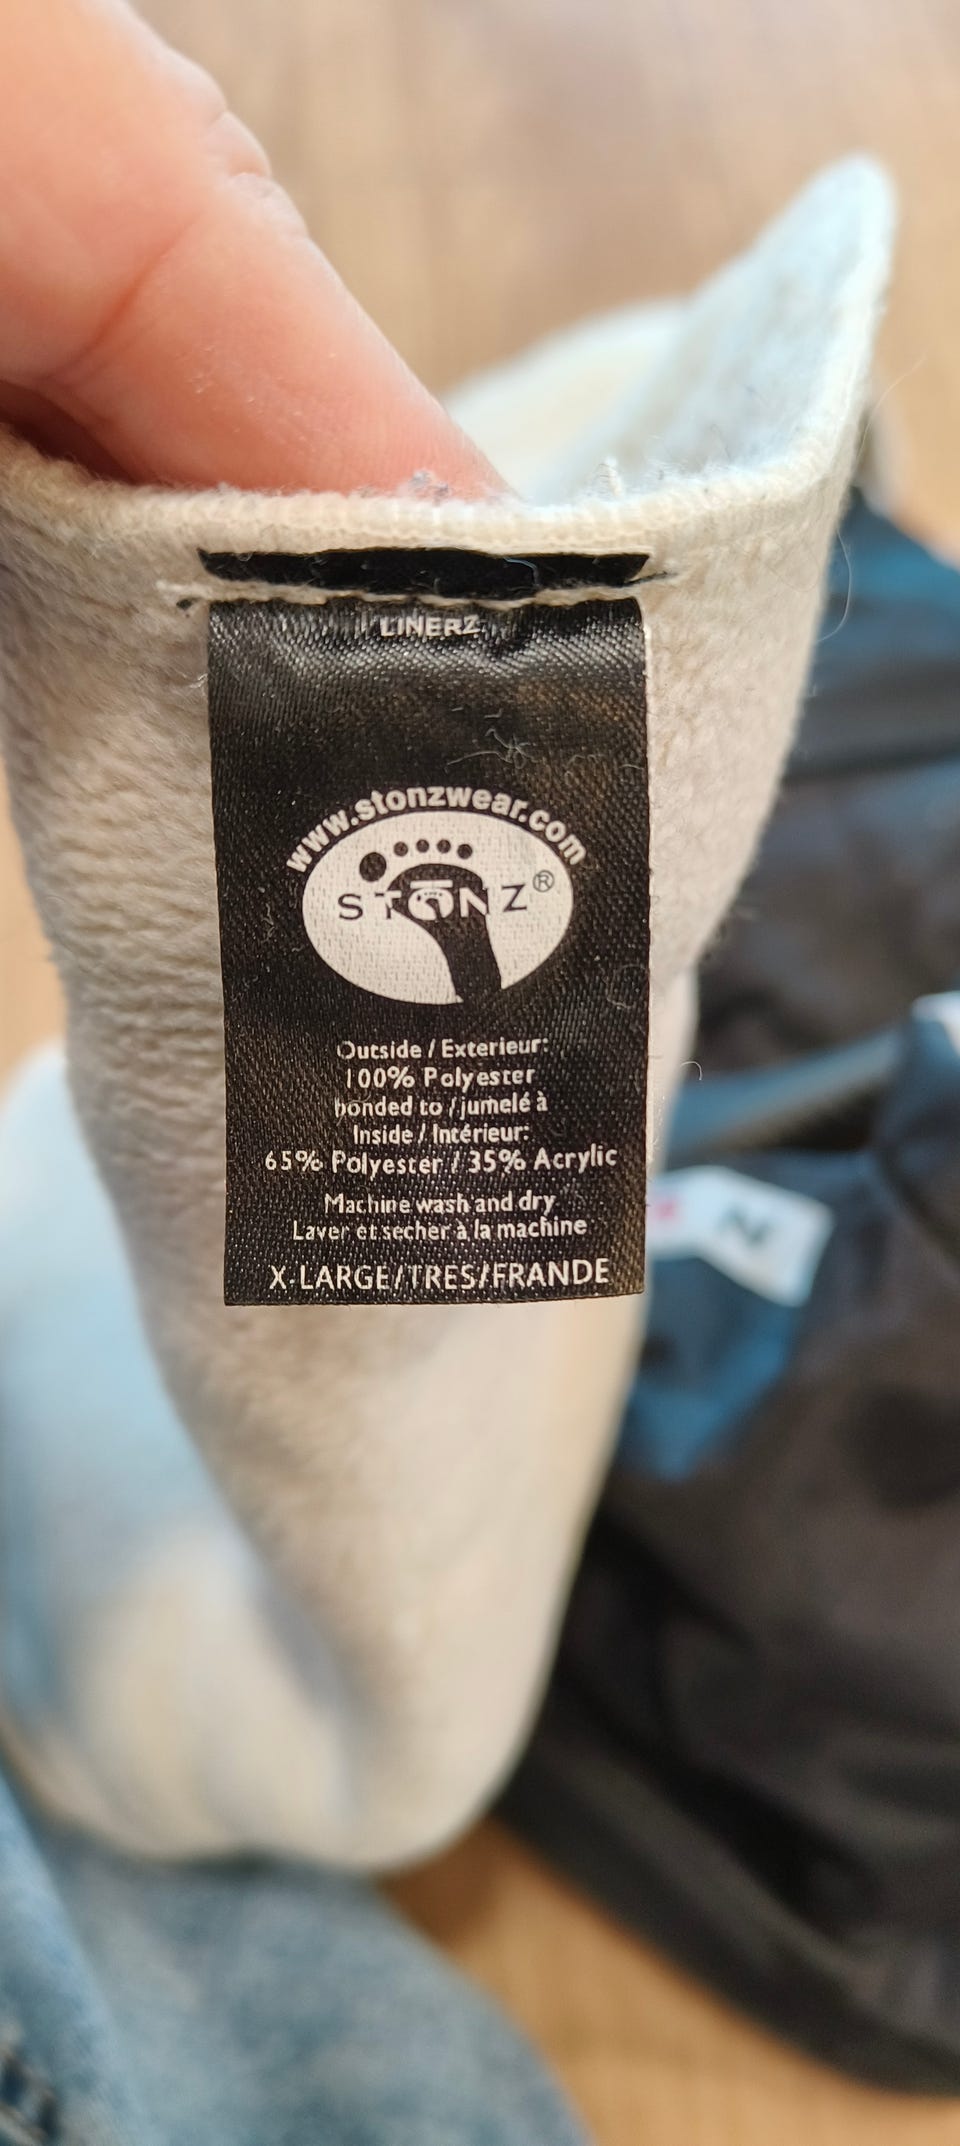 LINERZ
www.stonzwear.com
STONZ®
Outside / Exterieur:
100% Polyester
bonded to / jumelé à
Inside / Intérieur:
65% Polyester / 35% Acrylic
Machine wash and dry
Laver et secher à la machine
X-LARGE/TRES/FRANDE